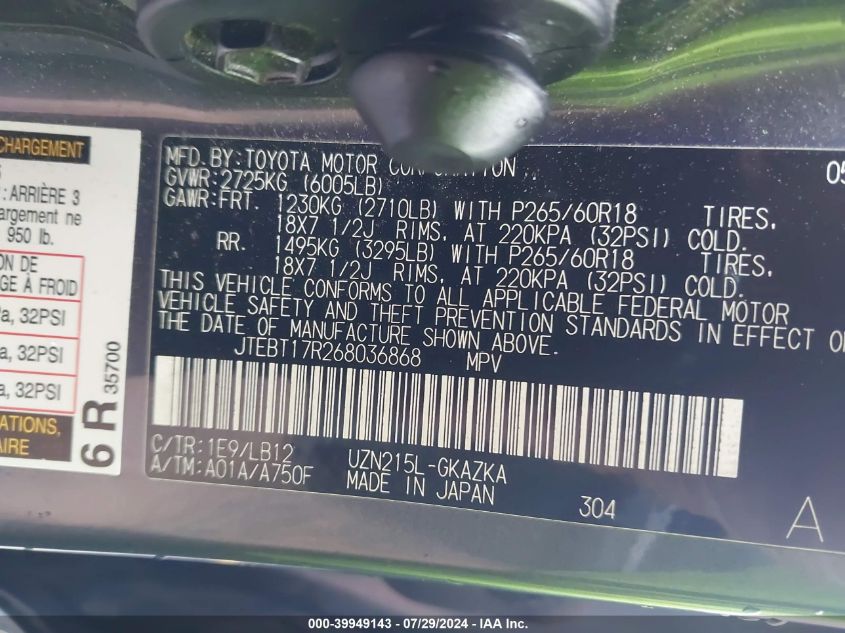 CHARGEMENT
: ARRIÈRE 3
argement ne
950 lb.
ON DE
GE À FROID
a, 32PSI
a, 32PSI
a, 32PSI
ATIONS,
AIRE
6 R 35700
MFD. BY: TOYOTA MOTOR CORPORATION 05
GVWR: 2725KG (6005LB)
GAWR: FRT. 1230KG (2710LB) WITH P265/60R18 TIRES,
18X7 1/2J RIMS, AT 220KPA (32PSI) COLD.
RR. 1495KG (3295LB) WITH P265/60R18 TIRES,
18X7 1/2J RIMS, AT 220KPA (32PSI) COLD.
THIS VEHICLE CONFORMS TO ALL APPLICABLE FEDERAL MOTOR
VEHICLE SAFETY AND THEFT PREVENTION STANDARDS IN EFFECT O
THE DATE OF MANUFACTURE SHOWN ABOVE.
JTEBT17R268036868 MPV
C/TR: 1E9/LB12 UZN215L-GKAZKA
A/TM: A01A/A750F MADE IN JAPAN 304 A
000-39949143 - 07/29/2024 - IAA Inc.